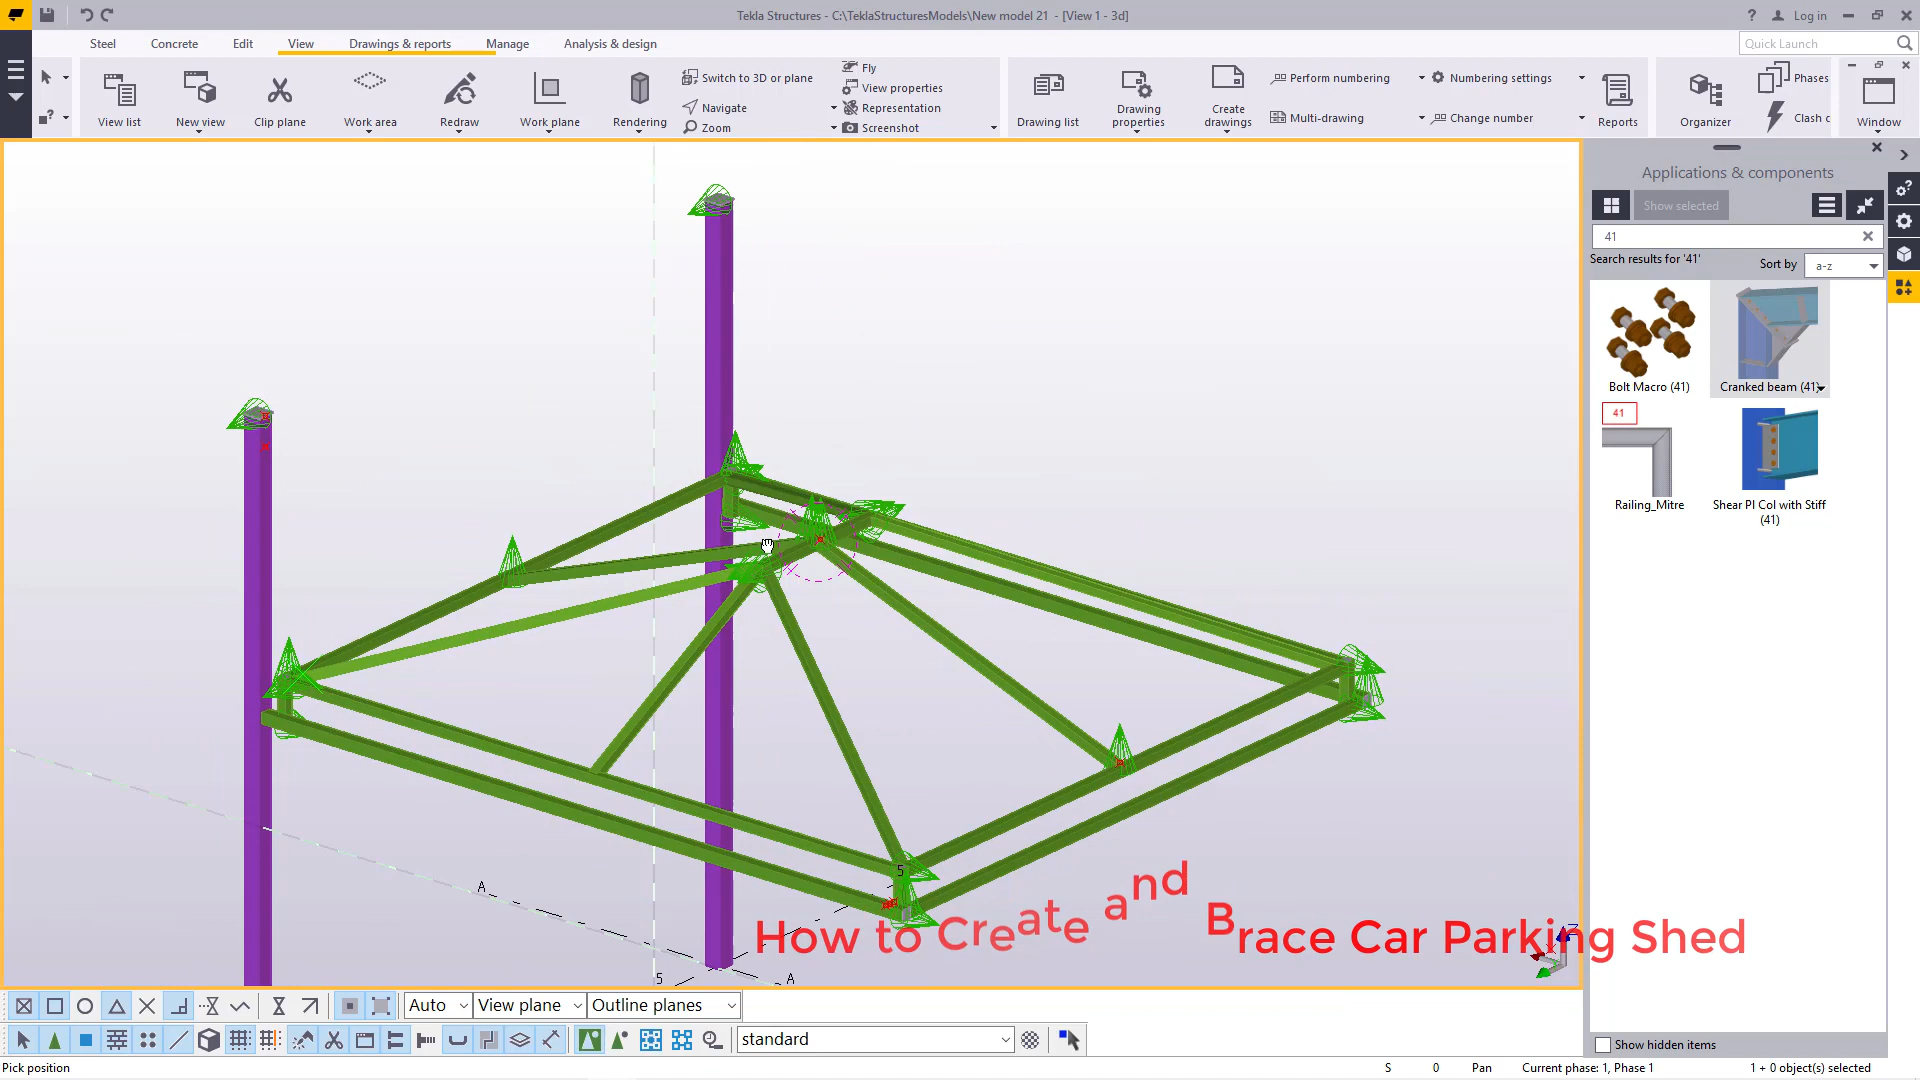 Tekla Structures - C:\TeklaStructuresModels\New model 21 - [View 1 - 3d]
? Log in
Steel Concrete Edit View Drawings & reports Manage Analysis & design
Quick Launch
View list
New view
Clip plane
Work area
Redraw
Work plane
Rendering
Switch to 3D or plane
Navigate
Zoom
Fly
View properties
Representation
Screenshot
Drawing list
Drawing
properties
Create
drawings
Perform numbering
Multi-drawing
Numbering settings
Change number
Reports
Organizer
Phases
Clash c
Window
Applications & components
Show selected
41
Search results for '41'
Sort by
a-z
Bolt Macro (41)
Cranked beam (41)
41
Railing_Mitre
Shear Pl Col with Stiff
(41)
A
5
5
A
Z
How to Create and Brace Car Parking Shed
Auto
View plane
Outline planes
standard
Show hidden items
Pick position
S 0 Pan Current phase: 1, Phase 1 1 + 0 object(s) selected